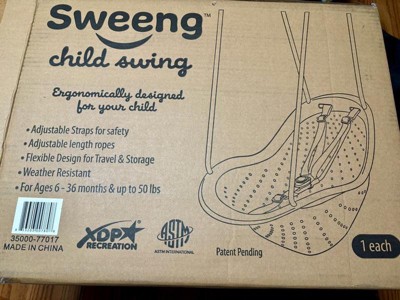 Sweeng™
child swing
Ergonomically designed
for your child
• Adjustable Straps for safety
• Adjustable length ropes
• Flexible Design for Travel & Storage
• Weather Resistant
• For Ages 6 - 36 months & up to 50 lbs
35000-77017
MADE IN CHINA
XDP
RECREATION
ASTM
ASTM INTERNATIONAL
Patent Pending
1 each